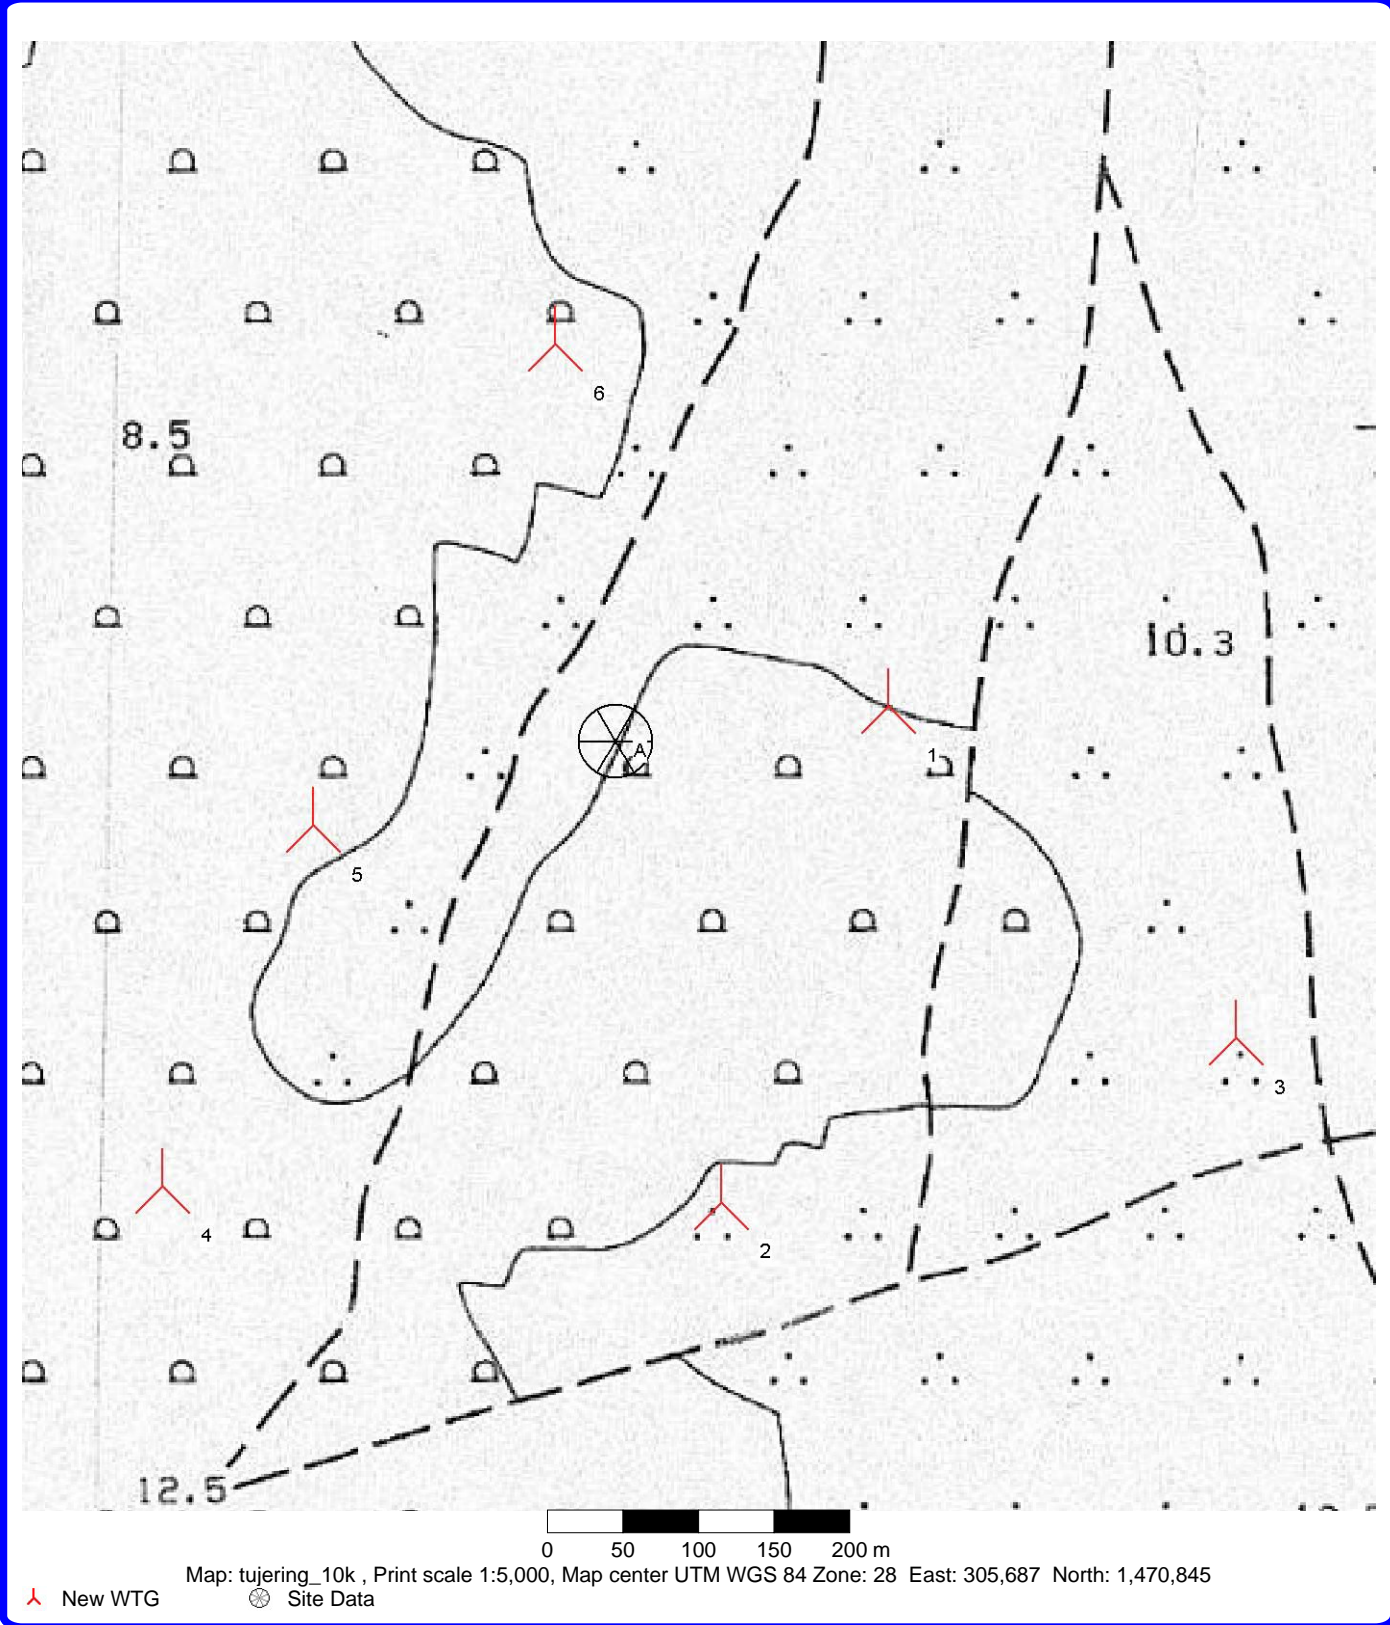 6
8.5
10.3
A
1
5
3
4
2
12.5
0 50 100 150 200 m
Map: tujering_10k , Print scale 1:5,000, Map center UTM WGS 84 Zone: 28 East: 305,687 North: 1,470,845
New WTG Site Data